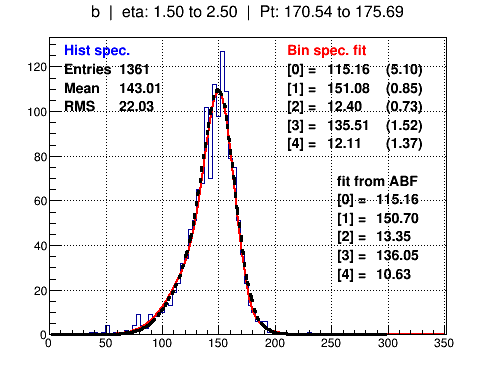 b | eta: 1.50 to 2.50 | Pt: 170.54 to 175.69
Hist spec.
Entries 1361
Mean 143.01
RMS 22.03
Bin spec. fit
[0] = 115.16 (5.10)
[1] = 151.08 (0.85)
[2] = 12.40 (0.73)
[3] = 135.51 (1.52)
[4] = 12.11 (1.37)
fit from ABF
[0] = 115.16
[1] = 150.70
[2] = 13.35
[3] = 136.05
[4] = 10.63
120
100
80
60
40
20
0
0 50 100 150 200 250 300 350